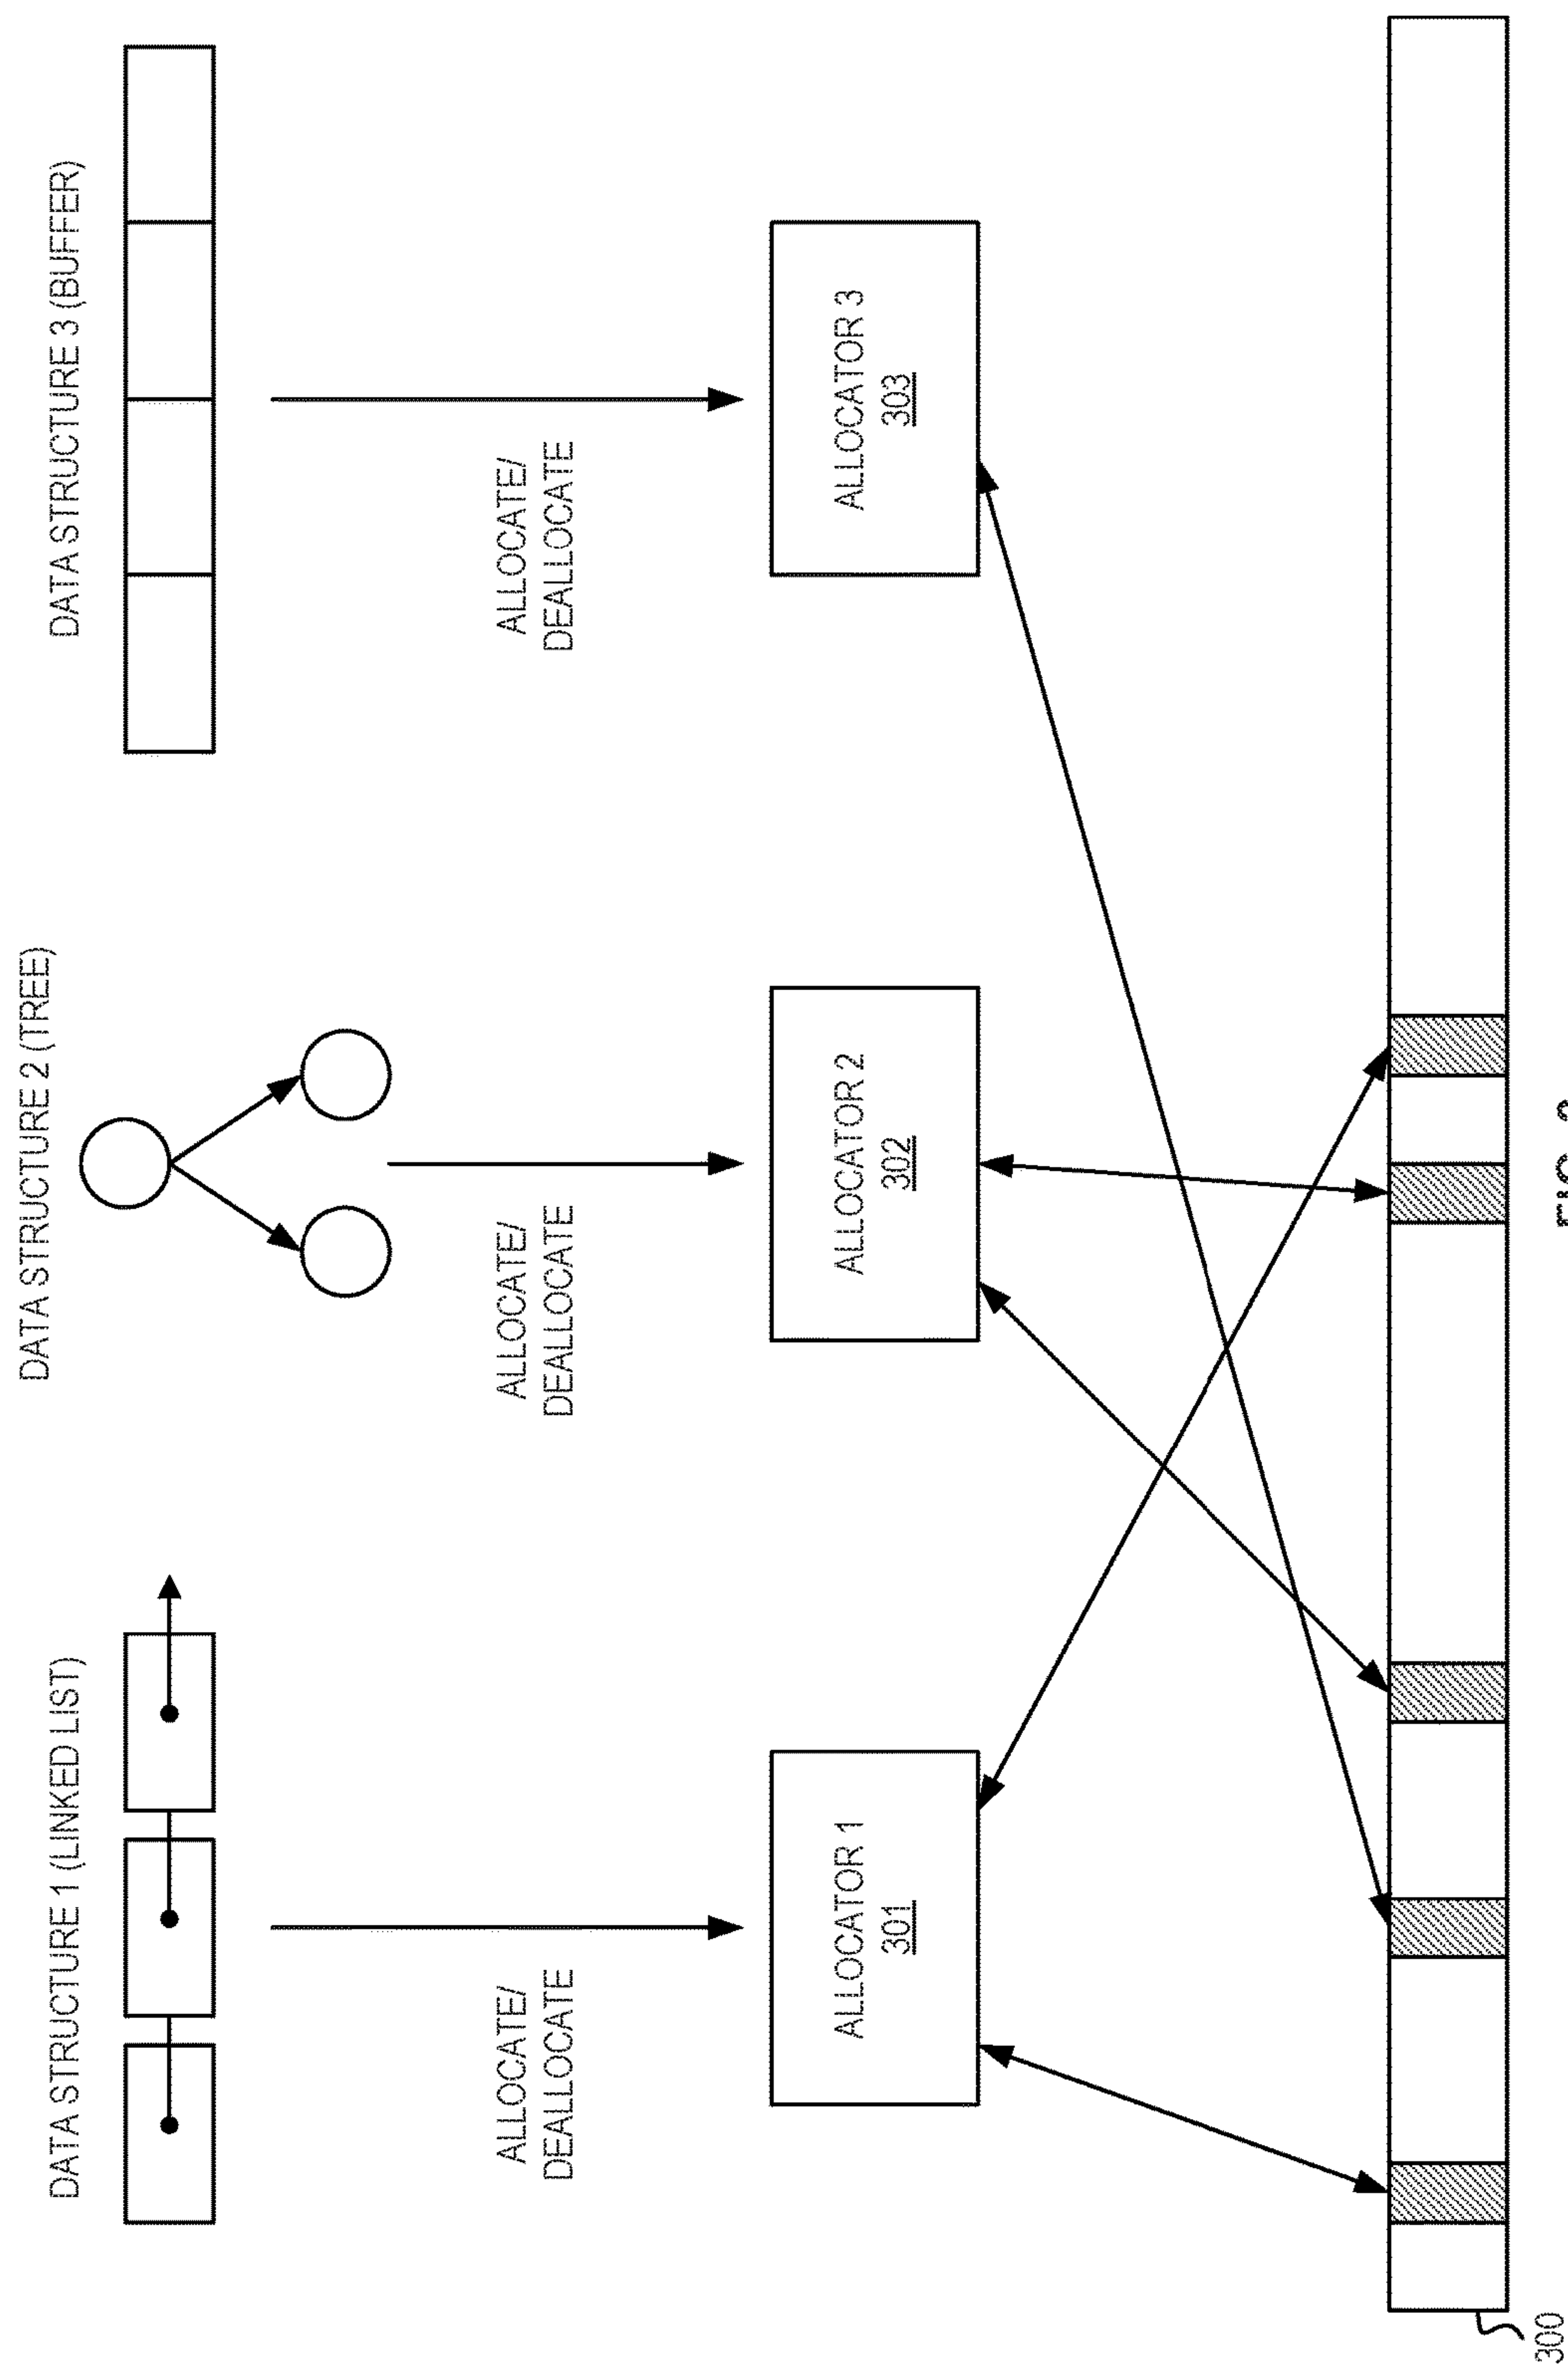 DATA STRUCTURE 1 (LINKED LIST)
DATA STRUCTURE 2 (TREE)
DATA STRUCTURE 3 (BUFFER)
ALLOCATE/
DEALLOCATE
ALLOCATE/
DEALLOCATE
ALLOCATE/
DEALLOCATE
ALLOCATOR 1
301
ALLOCATOR 2
302
ALLOCATOR 3
303
300